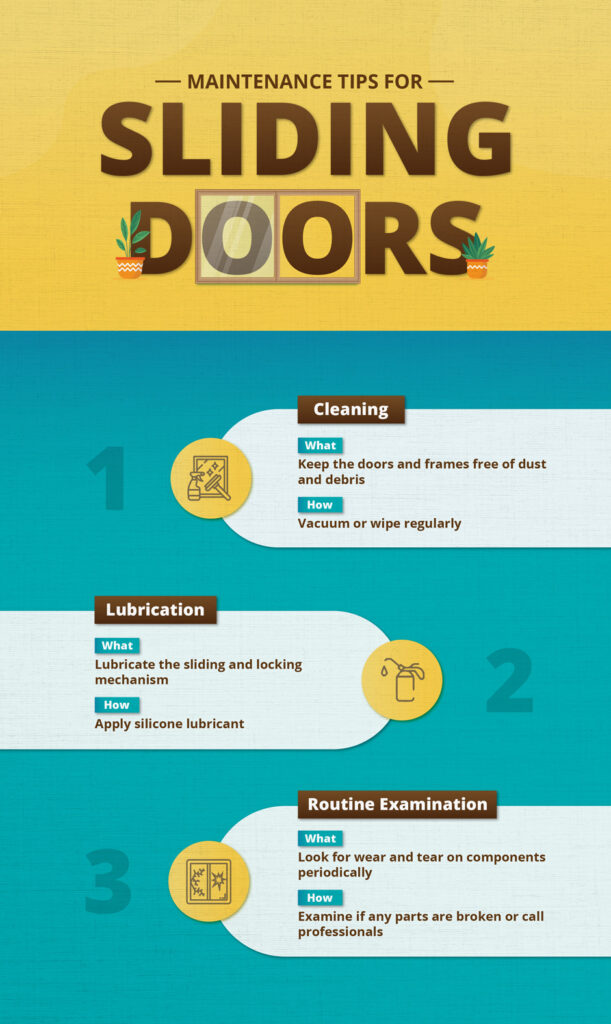 MAINTENANCE TIPS FOR
SLIDING
DOORS
1
Cleaning
What
Keep the doors and frames free of dust
and debris
How
Vacuum or wipe regularly
Lubrication
What
Lubricate the sliding and locking
mechanism
How
Apply silicone lubricant
2
Routine Examination
What
Look for wear and tear on components
periodically
How
Examine if any parts are broken or call
professionals
3